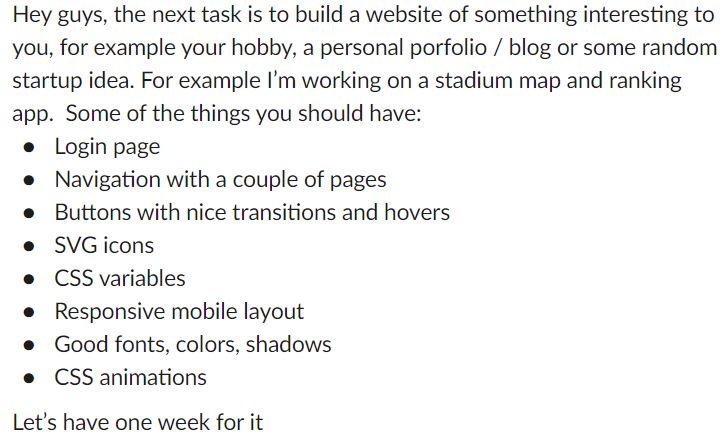 Hey guys, the next task is to build a website of something interesting to
you, for example your hobby, a personal porfolio / blog or some random
startup idea. For example I'm working on a stadium map and ranking
app.  Some of the things you should have:
● Login page
● Navigation with a couple of pages
● Buttons with nice transitions and hovers
● SVG icons
● CSS variables
● Responsive mobile layout
● Good fonts, colors, shadows
● CSS animations
Let's have one week for it